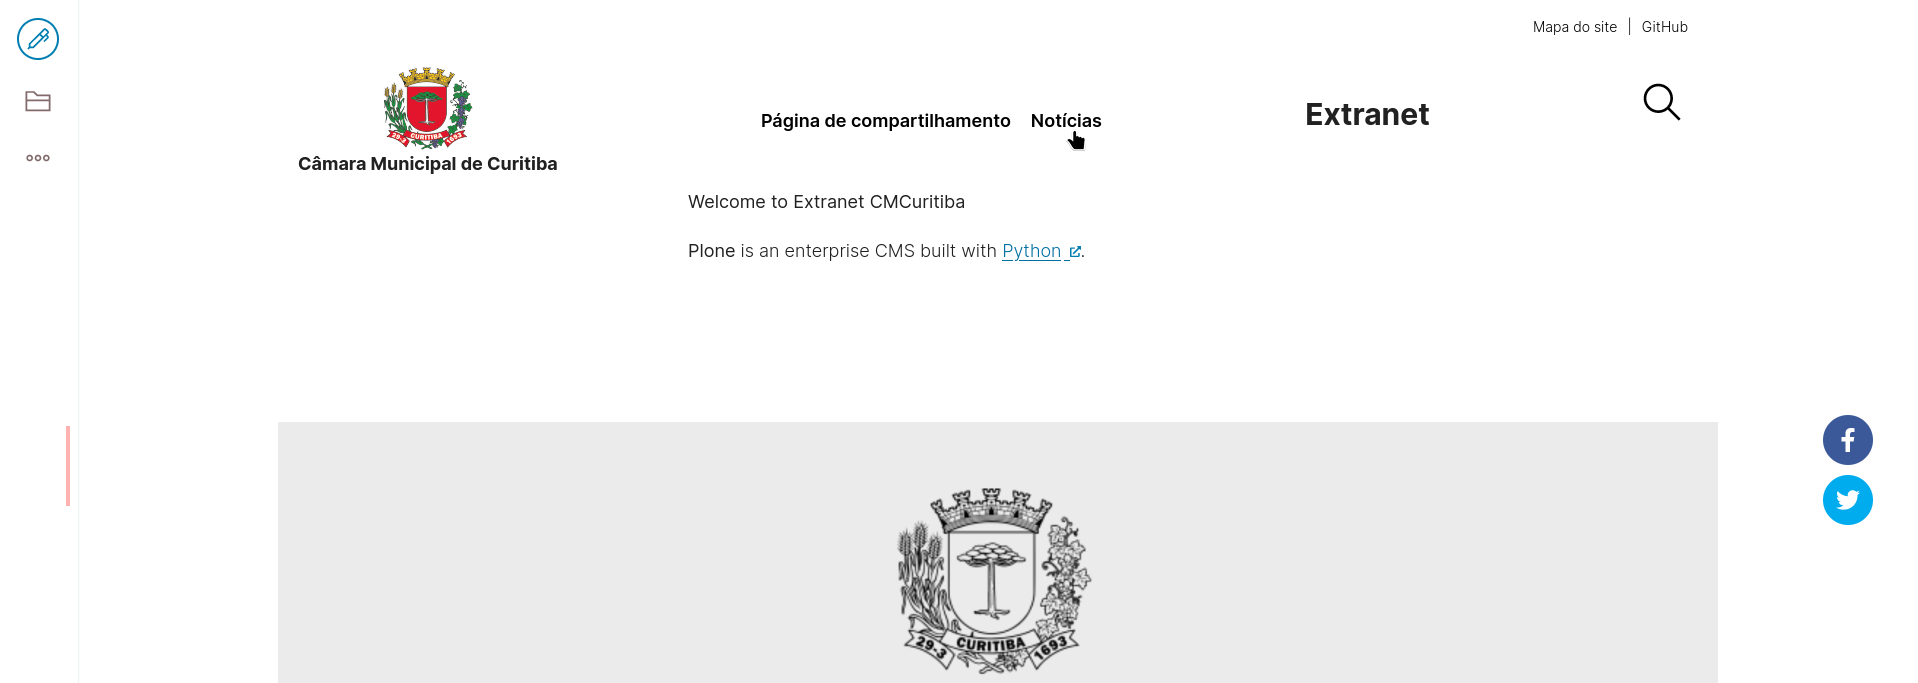 Mapa do site | GitHub
29-3 CURITIBA 1693
Câmara Municipal de Curitiba
Página de compartilhamento Notícias
Extranet
Welcome to Extranet CMCuritiba
Plone is an enterprise CMS built with Python.
29-3 CURITIBA 1693